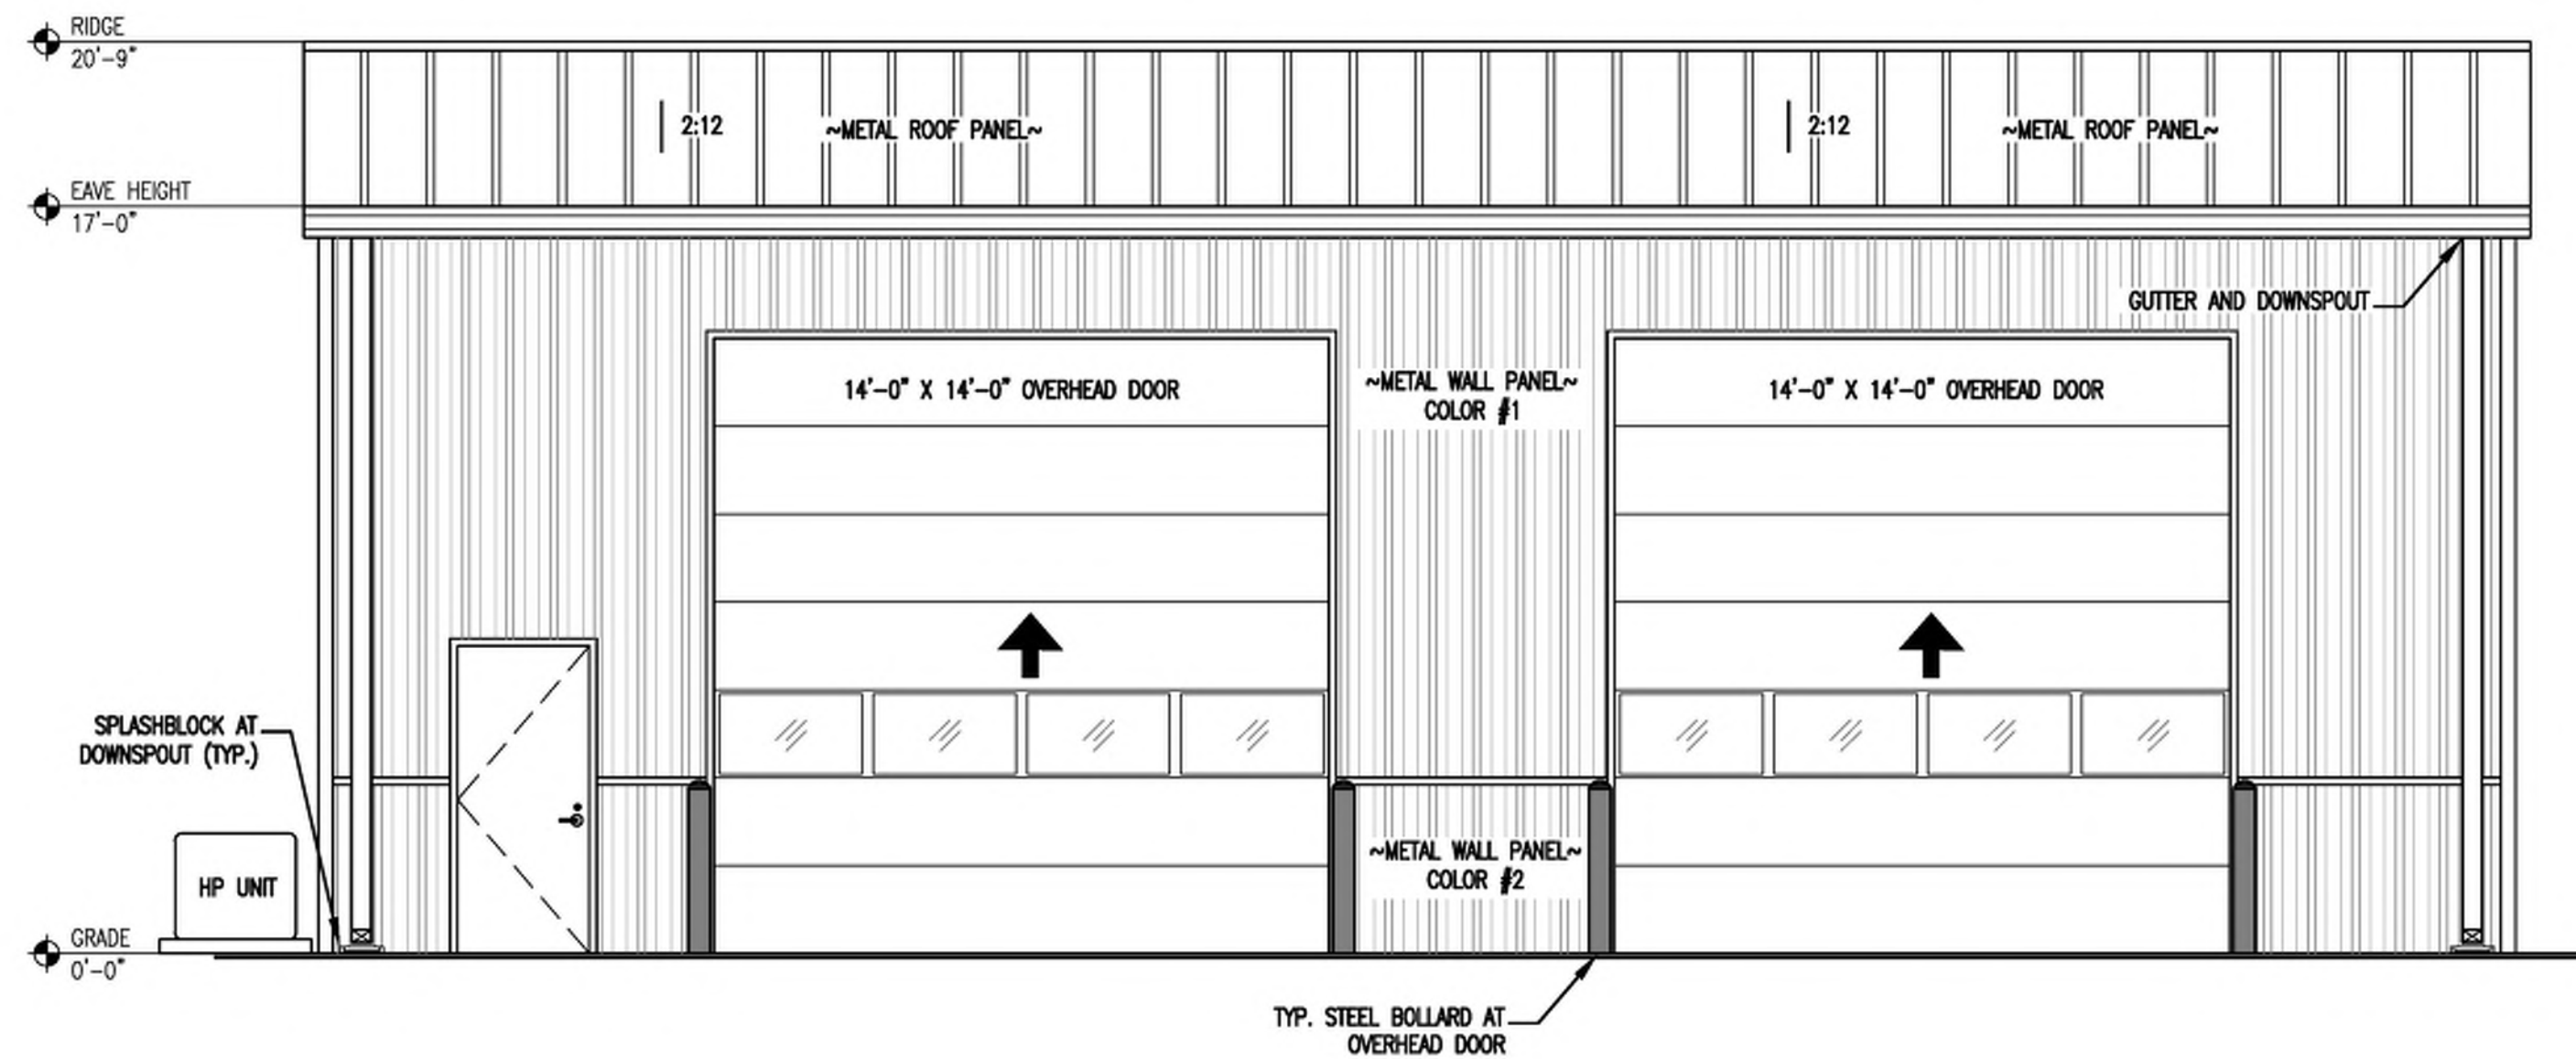 RIDGE
20'-9"
2:12
~METAL ROOF PANEL~
2:12
~METAL ROOF PANEL~
EAVE HEIGHT
17'-0"
GUTTER AND DOWNSPOUT
14'-0" X 14'-0" OVERHEAD DOOR
~METAL WALL PANEL~
COLOR #1
14'-0" X 14'-0" OVERHEAD DOOR
SPLASHBLOCK AT
DOWNSPOUT (TYP.)
~METAL WALL PANEL~
COLOR #2
HP UNIT
GRADE
0'-0"
TYP. STEEL BOLLARD AT
OVERHEAD DOOR